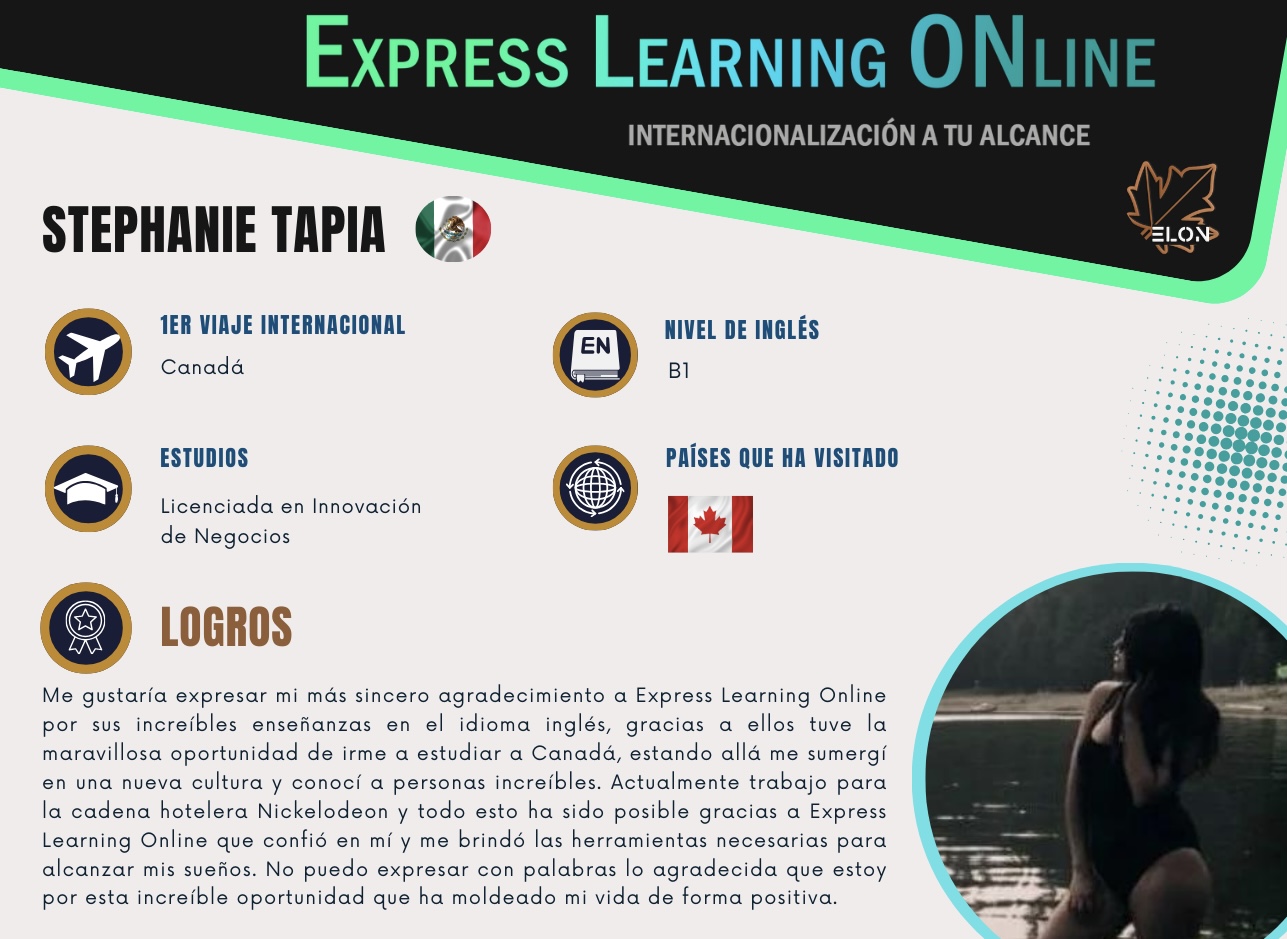 EXPRESS LEARNING ONLINE
INTERNACIONALIZACIÓN A TU ALCANCE
ELON
STEPHANIE TAPIA
1ER VIAJE INTERNACIONAL
Canadá
EN
NIVEL DE INGLÉS
B1
ESTUDIOS
Licenciada en Innovación
de Negocios
PAÍSES QUE HA VISITADO
LOGROS
Me gustaría expresar mi más sincero agradecimiento a Express Learning Online
por sus increíbles enseñanzas en el idioma inglés, gracias a ellos tuve la
maravillosa oportunidad de irme a estudiar a Canadá, estando allá me sumergí
en una nueva cultura y conocí a personas increíbles. Actualmente trabajo para
la cadena hotelera Nickelodeon y todo esto ha sido posible gracias a Express
Learning Online que confió en mí y me brindó las herramientas necesarias para
alcanzar mis sueños. No puedo expresar con palabras lo agradecida que estoy
por esta increíble oportunidad que ha moldeado mi vida de forma positiva.